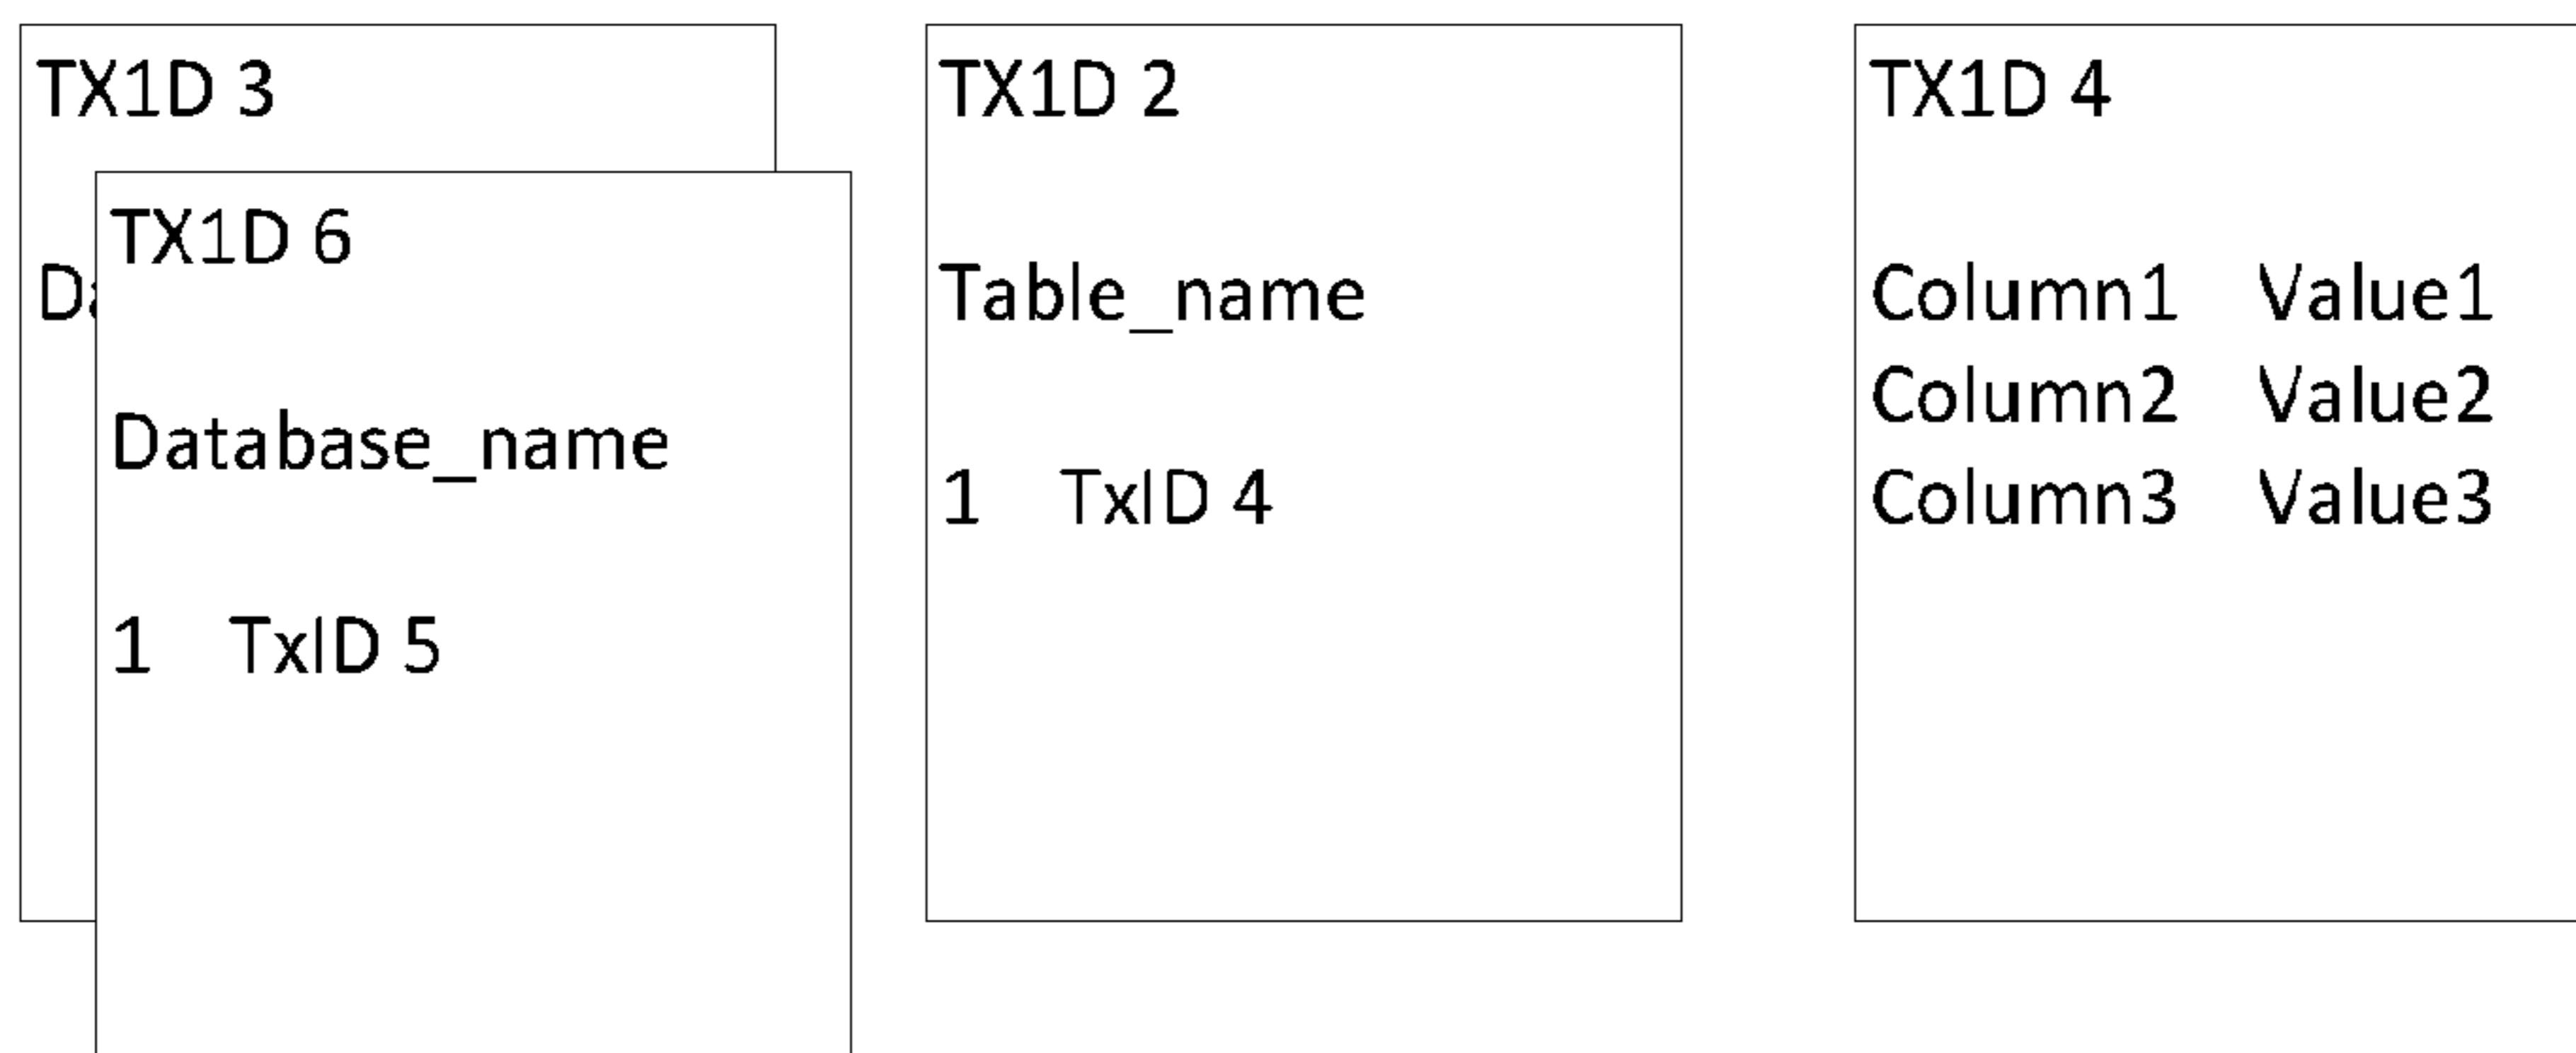 TX1D 3
TX1D 6
Database_name
1 TxID 5
TX1D 2
Table_name
1 TxID 4
TX1D 4
Column1 Value1
Column2 Value2
Column3 Value3